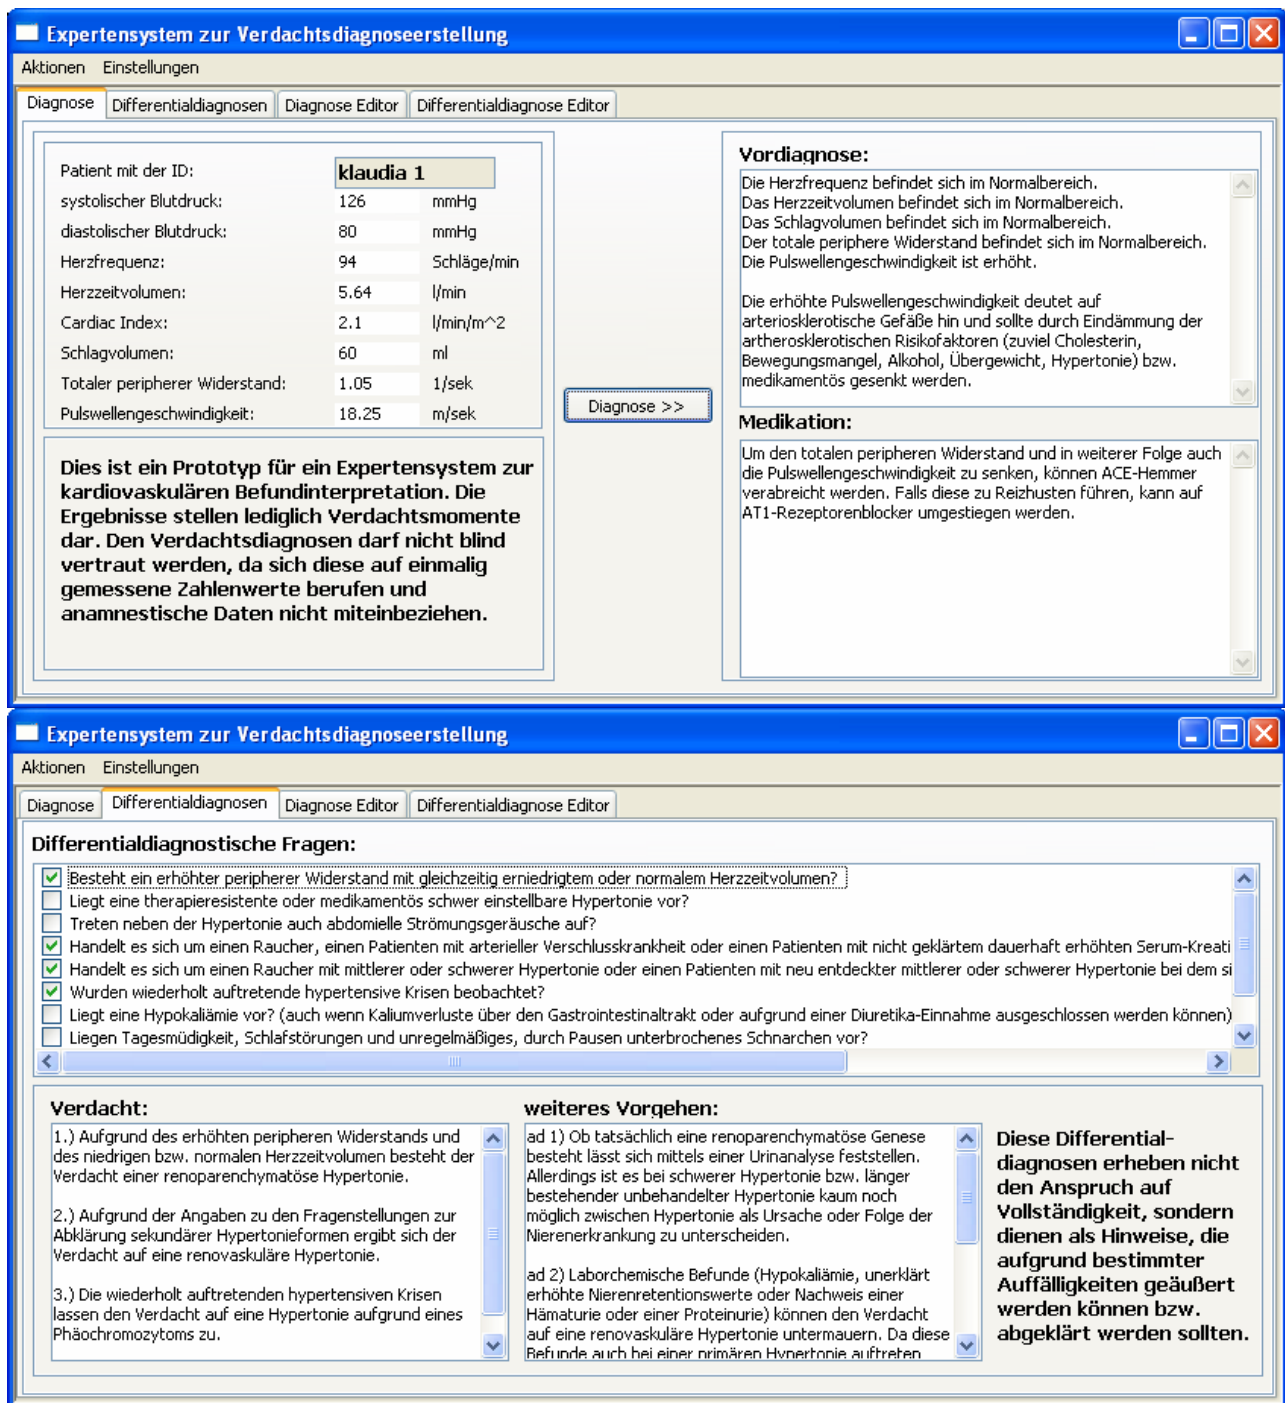 Expertensystem zur Verdachtsdiagnoseerstellung
Aktionen Einstellungen
Diagnose Differentialdiagnosen Diagnose Editor Differentialdiagnose Editor
Patient mit der ID: klaudia 1
systolischer Blutdruck: 126 mmHg
diastolischer Blutdruck: 80 mmHg
Herzfrequenz: 94 Schläge/min
Herzzeitvolumen: 5.64 l/min
Cardiac Index: 2.1 l/min/m^2
Schlagvolumen: 60 ml
Totaler peripherer Widerstand: 1.05 1/sek
Pulswellengeschwindigkeit: 18.25 m/sek
Dies ist ein Prototyp für ein Expertensystem zur
kardiovaskulären Befundinterpretation. Die
Ergebnisse stellen lediglich Verdachtsmomente
dar. Den Verdachtsdiagnosen darf nicht blind
vertraut werden, da sich diese auf einmalig
gemessene Zahlenwerte berufen und
anamnestische Daten nicht miteinbeziehen.
Diagnose >>
Vordiagnose:
Die Herzfrequenz befindet sich im Normalbereich.
Das Herzzeitvolumen befindet sich im Normalbereich.
Das Schlagvolumen befindet sich im Normalbereich.
Der totale periphere Widerstand befindet sich im Normalbereich.
Die Pulswellengeschwindigkeit ist erhöht.
Die erhöhte Pulswellengeschwindigkeit deutet auf
arteriosklerotische Gefäße hin und sollte durch Eindämmung der
artherosklerotischen Risikofaktoren (zuviel Cholesterin,
Bewegungsmangel, Alkohol, Übergewicht, Hypertonie) bzw.
medikamentös gesenkt werden.
Medikation:
Um den totalen peripheren Widerstand und in weiterer Folge auch
die Pulswellengeschwindigkeit zu senken, können ACE-Hemmer
verabreicht werden. Falls diese zu Reizhusten führen, kann auf
AT1-Rezeptorenblocker umgestiegen werden.
Expertensystem zur Verdachtsdiagnoseerstellung
Aktionen Einstellungen
Diagnose Differentialdiagnosen Diagnose Editor Differentialdiagnose Editor
Differentialdiagnostische Fragen:
Besteht ein erhöhter peripherer Widerstand mit gleichzeitig erniedrigtem oder normalem Herzzeitvolumen?
Liegt eine therapieresistente oder medikamentös schwer einstellbare Hypertonie vor?
Treten neben der Hypertonie auch abdomielle Strömungsgeräusche auf?
Handelt es sich um einen Raucher, einen Patienten mit arterieller Verschlusskrankheit oder einen Patienten mit nicht geklärtem dauerhaft erhöhten Serum-Kreati
Handelt es sich um einen Raucher mit mittlerer oder schwerer Hypertonie oder einen Patienten mit neu entdeckter mittlerer oder schwerer Hypertonie bei dem si
Wurden wiederholt auftretende hypertensive Krisen beobachtet?
Liegt eine Hypokaliämie vor? (auch wenn Kaliumverluste über den Gastrointestinaltrakt oder aufgrund einer Diuretika-Einnahme ausgeschlossen werden können)
Liegen Tagesmüdigkeit, Schlafstörungen und unregelmäßiges, durch Pausen unterbrochenes Schnarchen vor?
Verdacht:
1.) Aufgrund des erhöhten peripheren Widerstands und
des niedrigen bzw. normalen Herzzeitvolumen besteht der
Verdacht einer renoparenchymatöse Hypertonie.
2.) Aufgrund der Angaben zu den Fragenstellungen zur
Abklärung sekundärer Hypertonieformen ergibt sich der
Verdacht auf eine renovaskuläre Hypertonie.
3.) Die wiederholt auftretenden hypertensiven Krisen
lassen den Verdacht auf eine Hypertonie aufgrund eines
Phäochromozytoms zu.
weiteres Vorgehen:
ad 1) Ob tatsächlich eine renoparenchymatöse Genese
besteht lässt sich mittels einer Urinanalyse feststellen.
Allerdings ist es bei schwerer Hypertonie bzw. länger
bestehender unbehandelter Hypertonie kaum noch
möglich zwischen Hypertonie als Ursache oder Folge der
Nierenerkrankung zu unterscheiden.
ad 2) Laborchemische Befunde (Hypokaliämie, unerklärt
erhöhte Nierenretentionswerte oder Nachweis einer
Hämaturie oder einer Proteinurie) können den Verdacht
auf eine renovaskuläre Hypertonie untermauern. Da diese
Befunde auch bei einer primären Hypertonie auftreten
Diese Differential-
diagnosen erheben nicht
den Anspruch auf
Vollständigkeit, sondern
dienen als Hinweise, die
aufgrund bestimmter
Auffälligkeiten geäußert
werden können bzw.
abgeklärt werden sollten.